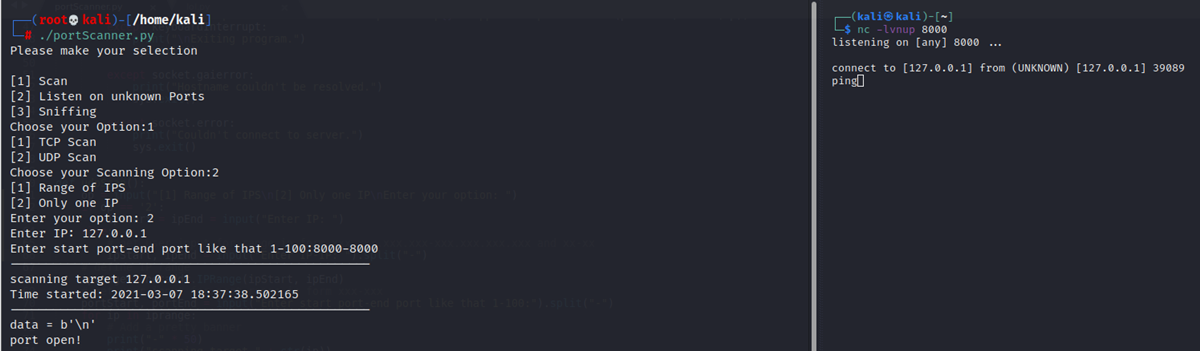 (root💀kali)-[/home/kali]
# ./portScanner.py
Please make your selection
[1] Scan
[2] Listen on unknown Ports
[3] Sniffing
Choose your Option:1
[1] TCP Scan
[2] UDP Scan
Choose your Scanning Option:2
[1] Range of IPS
[2] Only one IP
Enter your option: 2
Enter IP: 127.0.0.1
Enter start port-end port like that 1-100:8000-8000
scanning target 127.0.0.1
Time started: 2021-03-07 18:37:38.502165
data = b'\n'
port open!
(kali㉿kali)-[~]
$ nc -lvnup 8000
listening on [any] 8000 ...
connect to [127.0.0.1] from (UNKNOWN) [127.0.0.1] 39089
ping